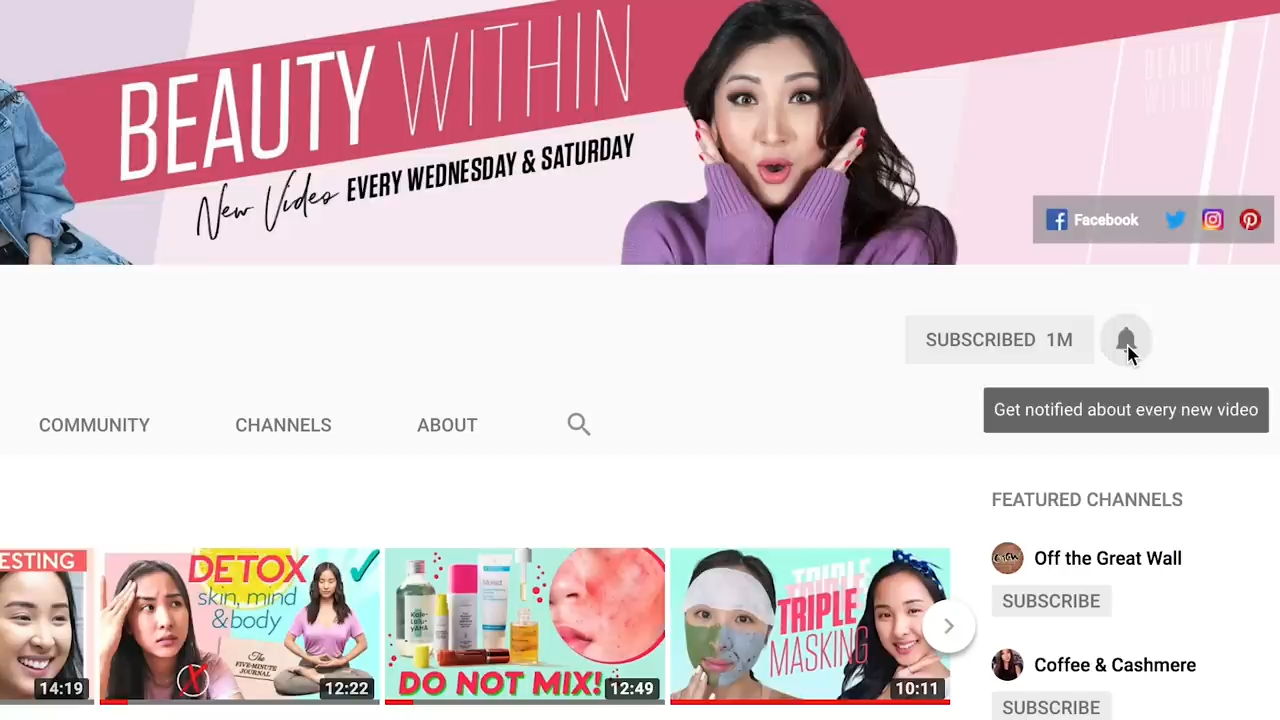 BEAUTY WITHIN
New Video EVERY WEDNESDAY & SATURDAY
BEAUTY
WITHIN
Facebook
SUBSCRIBED 1M
Get notified about every new video
COMMUNITY CHANNELS ABOUT
FEATURED CHANNELS
Off the Great Wall
SUBSCRIBE
Coffee & Cashmere
SUBSCRIBE
ESTING
14:19
DETOX
skin, mind
& body
The
FIVE-MINUTE
JOURNAL
12:22
DO NOT MIX!
12:49
TRIPLE
TRIPLE
MASKING
10:11